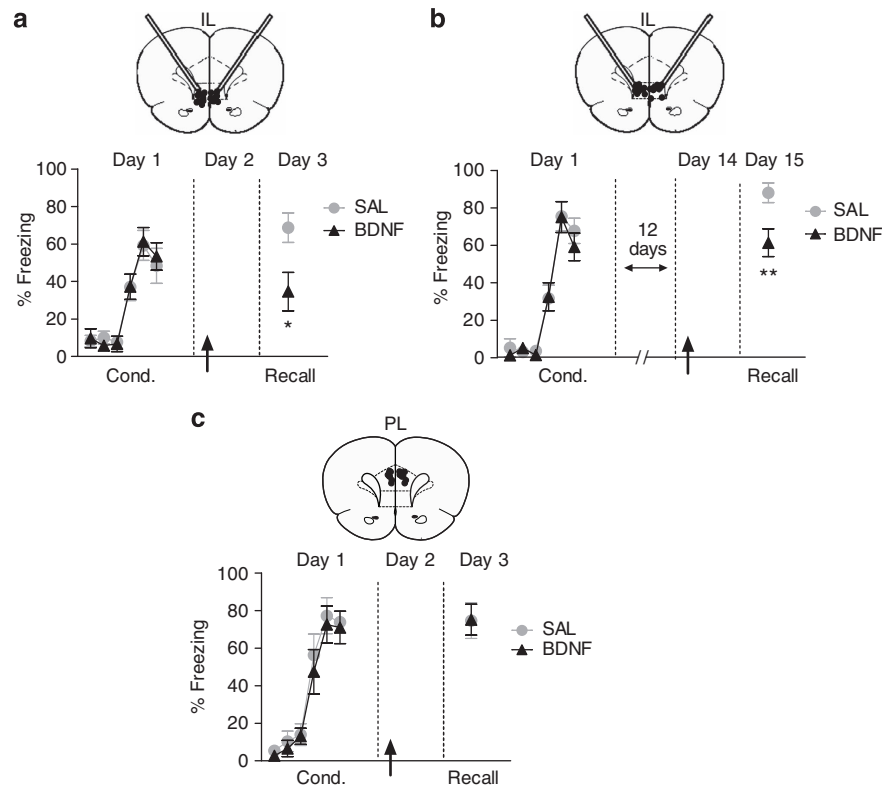 a
IL
Day 1 Day 2 Day 3
100
80
60
40
20
0
% Freezing
SAL
BDNF
*
Cond. Recall
b
IL
Day 1 Day 14 Day 15
100
80
60
40
20
0
% Freezing
12
days
SAL
BDNF
**
Cond. Recall
c
PL
Day 1 Day 2 Day 3
100
80
60
40
20
0
% Freezing
SAL
BDNF
Cond. Recall